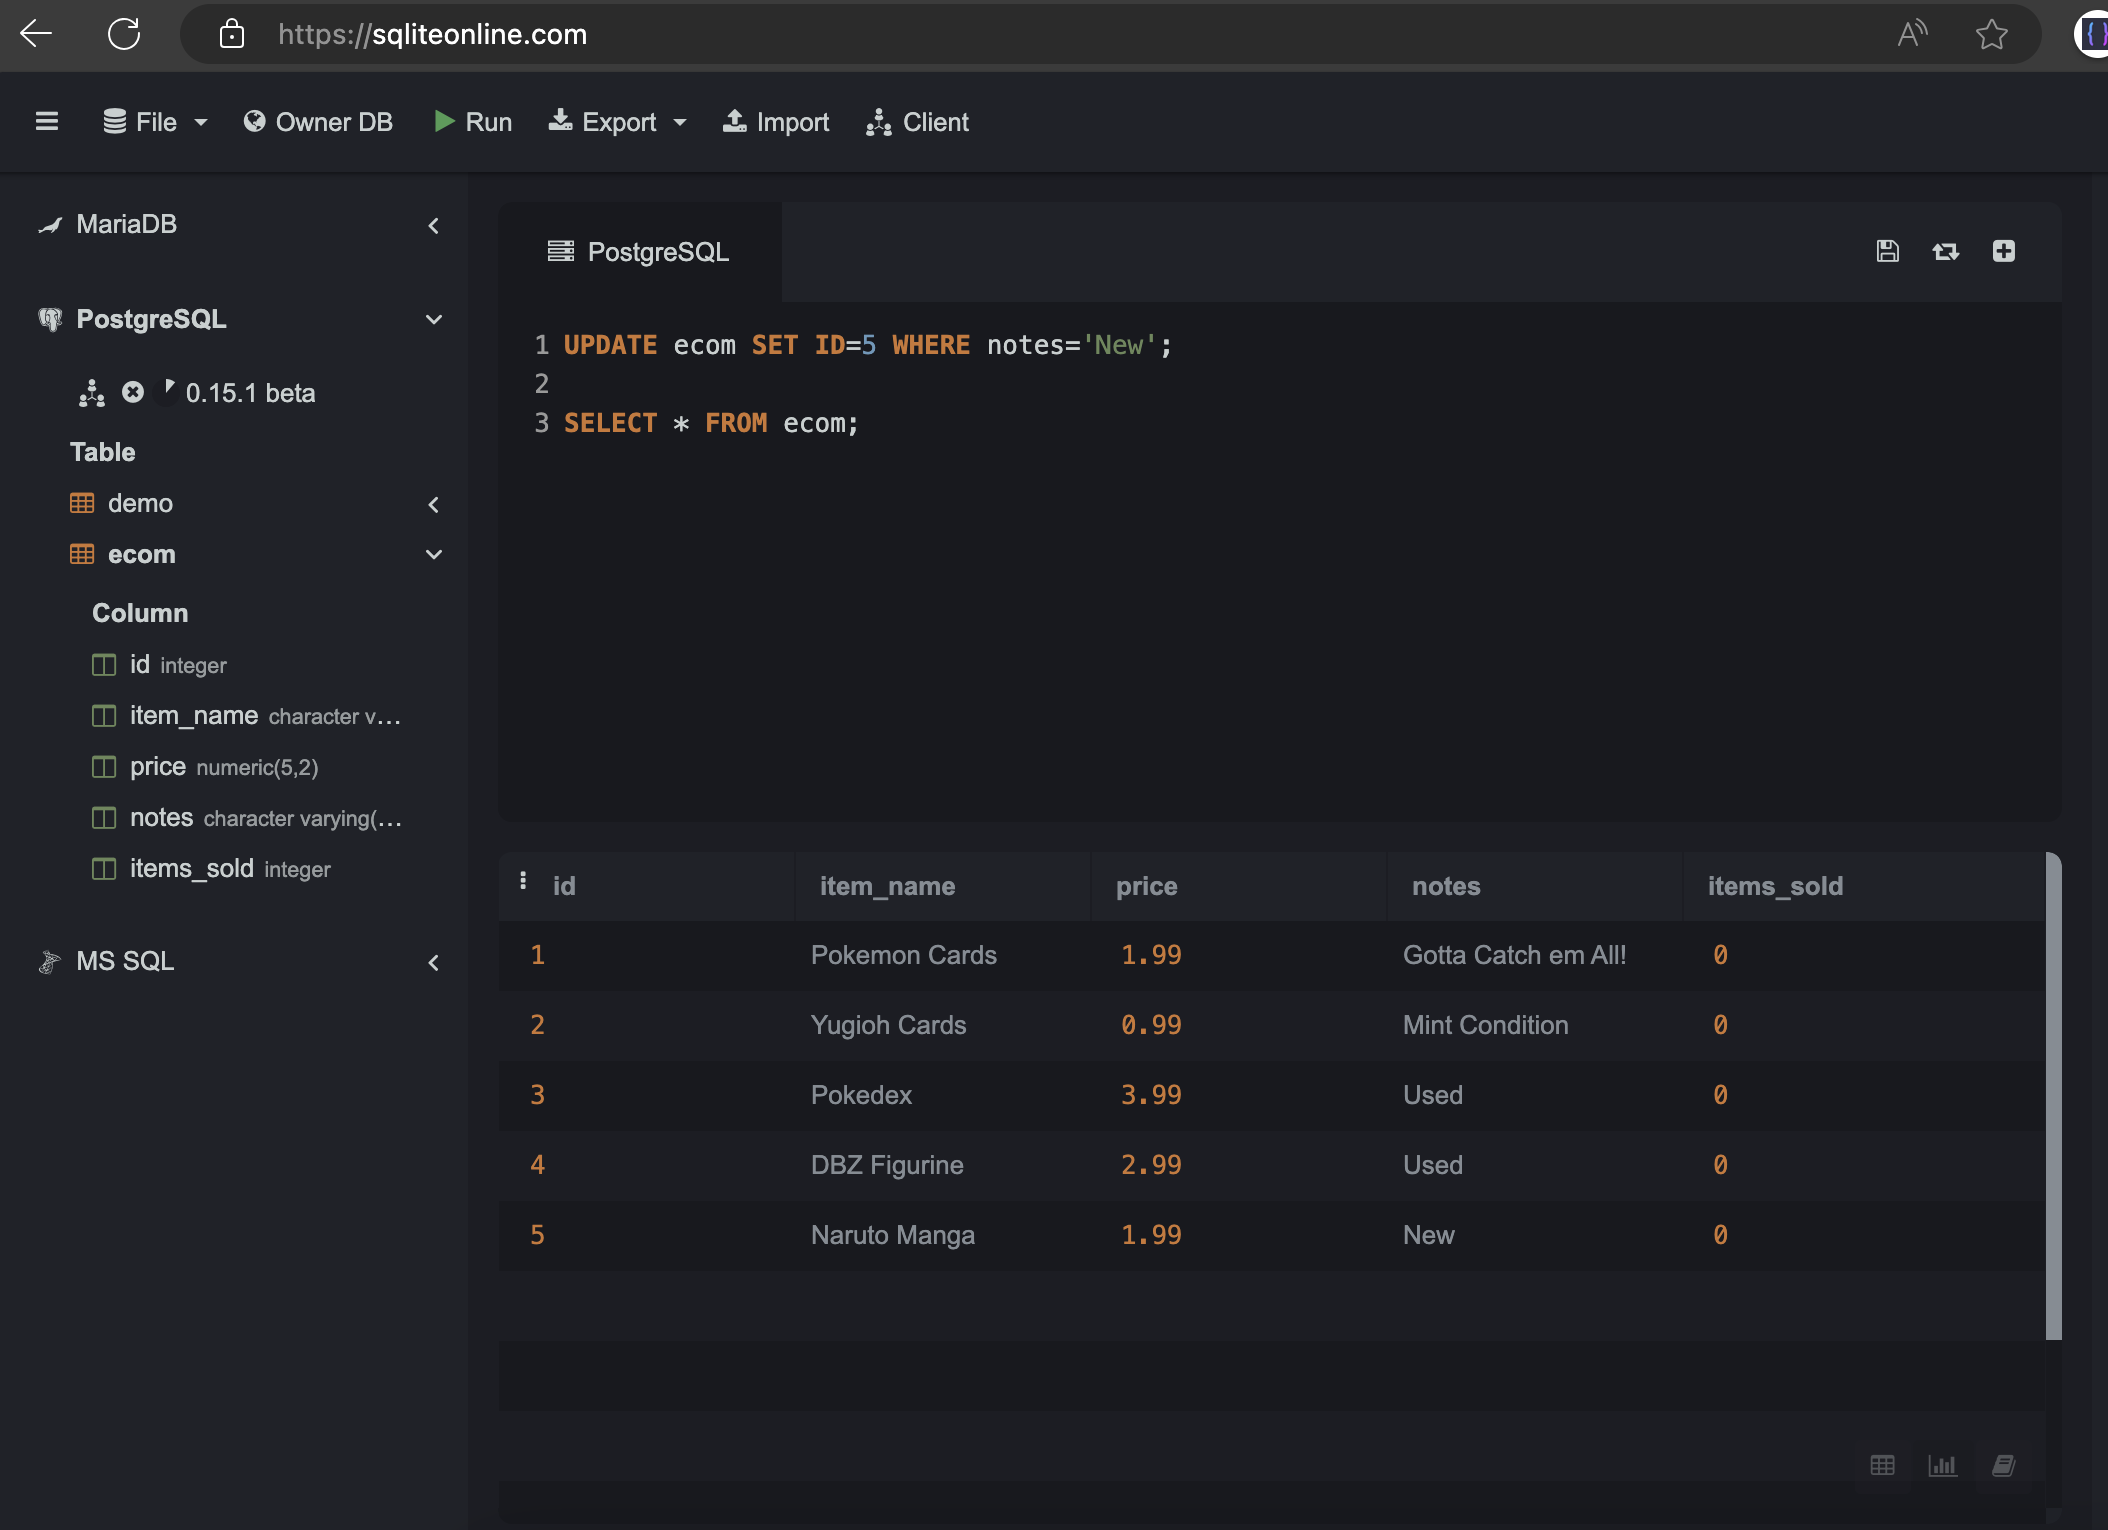 https://sqliteonline.com
File Owner DB Run Export Import Client
MariaDB
PostgreSQL
0.15.1 beta
Table
demo
ecom
Column
id integer
item_name character v...
price numeric(5,2)
notes character varying(...
items_sold integer
MS SQL
PostgreSQL
1 UPDATE ecom SET ID=5 WHERE notes='New';
2
3 SELECT * FROM ecom;
id item_name price notes items_sold
1 Pokemon Cards 1.99 Gotta Catch em All! 0
2 Yugioh Cards 0.99 Mint Condition 0
3 Pokedex 3.99 Used 0
4 DBZ Figurine 2.99 Used 0
5 Naruto Manga 1.99 New 0